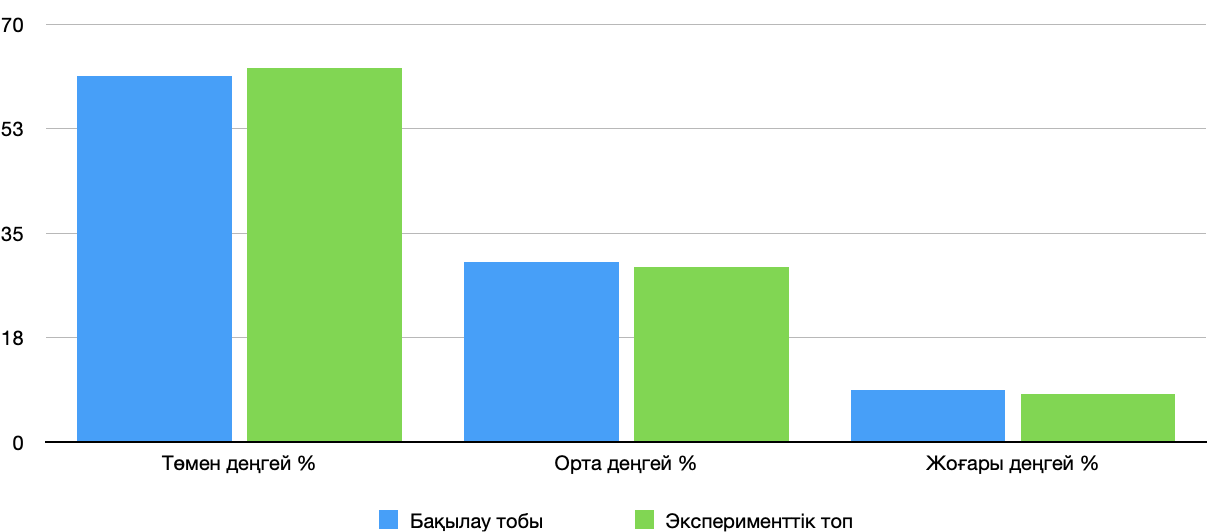 70
53
35
18
0
Төмен деңгей %
Орта деңгей %
Жоғары деңгей %
Бақылау тобы
Эксперименттік топ